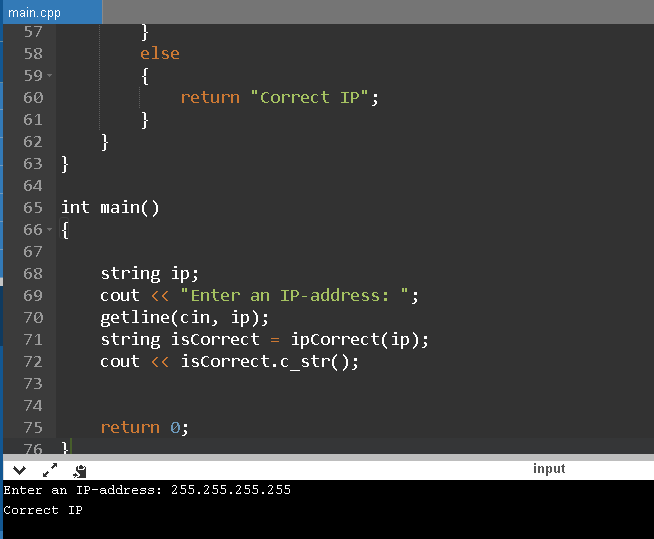 main.cpp
57 }
58 else
59 {
60 return "Correct IP";
61 }
62 }
63 }
64
65 int main()
66 {
67
68 string ip;
69 cout << "Enter an IP-address: ";
70 getline(cin, ip);
71 string isCorrect = ipCorrect(ip);
72 cout << isCorrect.c_str();
73
74
75 return 0;
76 }
input
Enter an IP-address: 255.255.255.255
Correct IP